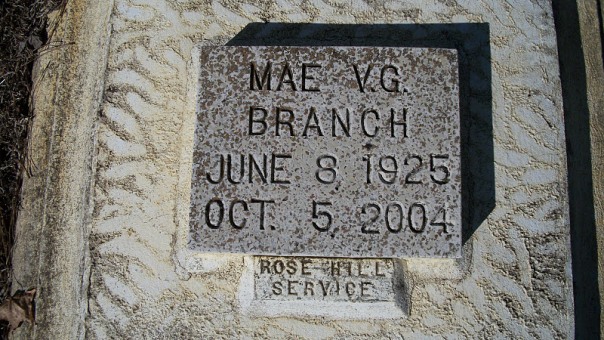 MAE V.G.
BRANCH
JUNE 8, 1925
OCT. 5, 2004
ROSE HILL
SERVICE